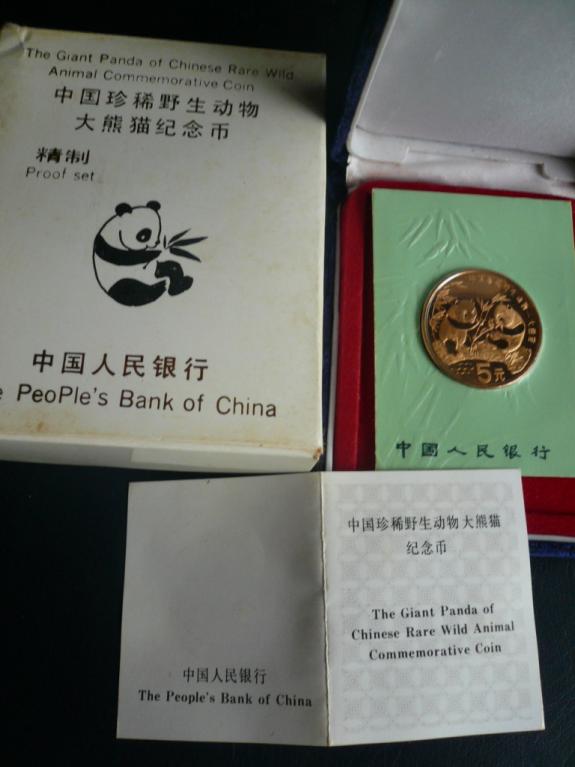 The Giant Panda of Chinese Rare Wild
Animal Commemorative Coin
中国珍稀野生动物
大熊猫纪念币
精制
Proof set
中国人民银行
e PeoPle's Bank of China
5元
中國人民銀行
中国珍稀野生动物大熊猫
纪念币
The Giant Panda of
Chinese Rare Wild Animal
Commemorative Coin
中国人民银行
The People's Bank of China